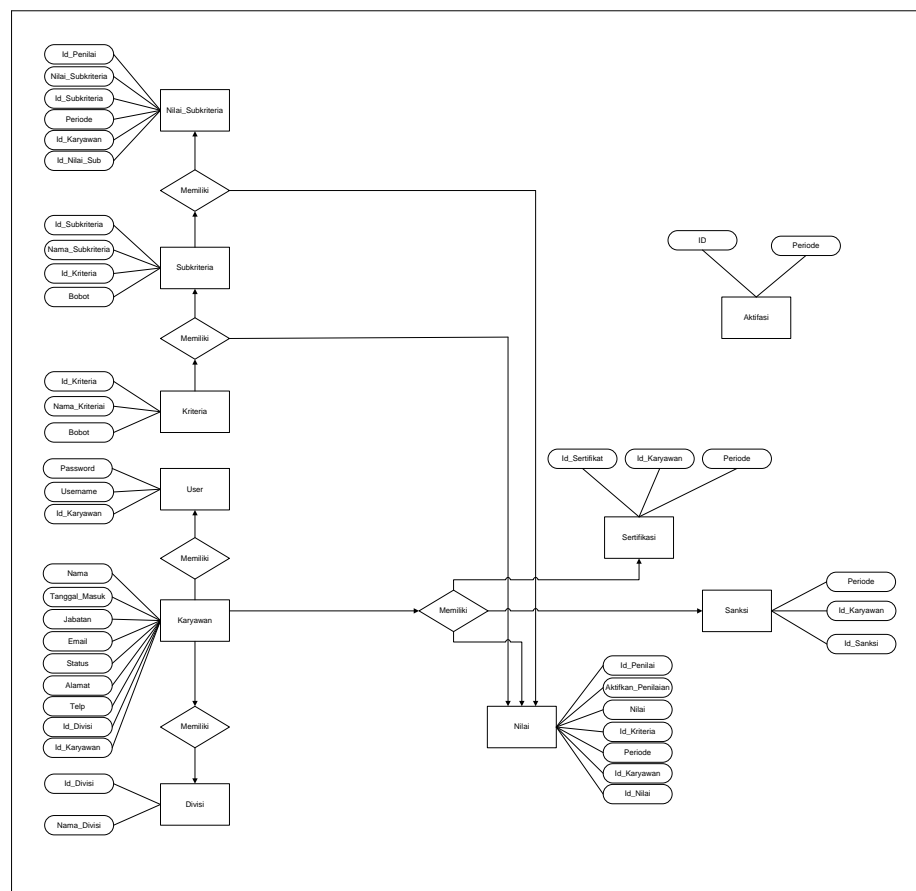 Id_Penilai
Nilai_Subkriteria
Id_Subkriteria
Periode
Id_Karyawan
Id_Nilai_Sub
Nilai_Subkriteria
Memiliki
Id_Subkriteria
Nama_Subkriteria
Id_Kriteria
Bobot
Subkriteria
ID
Periode
Aktifasi
Memiliki
Id_Kriteria
Nama_Kriteriai
Bobot
Kriteria
Password
Username
Id_Karyawan
User
Id_Sertifikat
Id_Karyawan
Periode
Sertifikasi
Memiliki
Nama
Tanggal_Masuk
Jabatan
Email
Status
Alamat
Telp
Id_Divisi
Id_Karyawan
Karyawan
Memiliki
Sanksi
Periode
Id_Karyawan
Id_Sanksi
Memiliki
Nilai
Id_Penilai
Aktifkan_Penilaian
Nilai
Id_Kriteria
Periode
Id_Karyawan
Id_Nilai
Id_Divisi
Nama_Divisi
Divisi